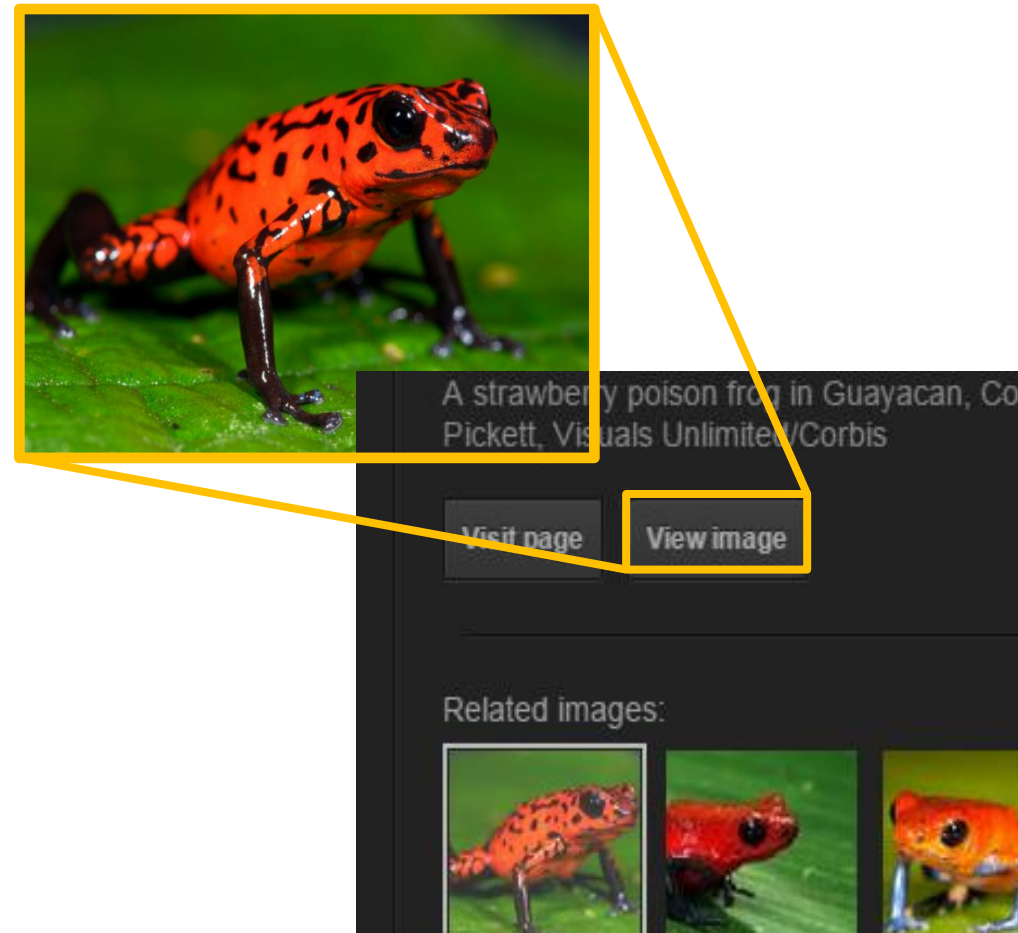 A strawberry poison frog in Guayacan, Co
Pickett, Visuals Unlimited/Corbis
Visit page
View image
Related images: